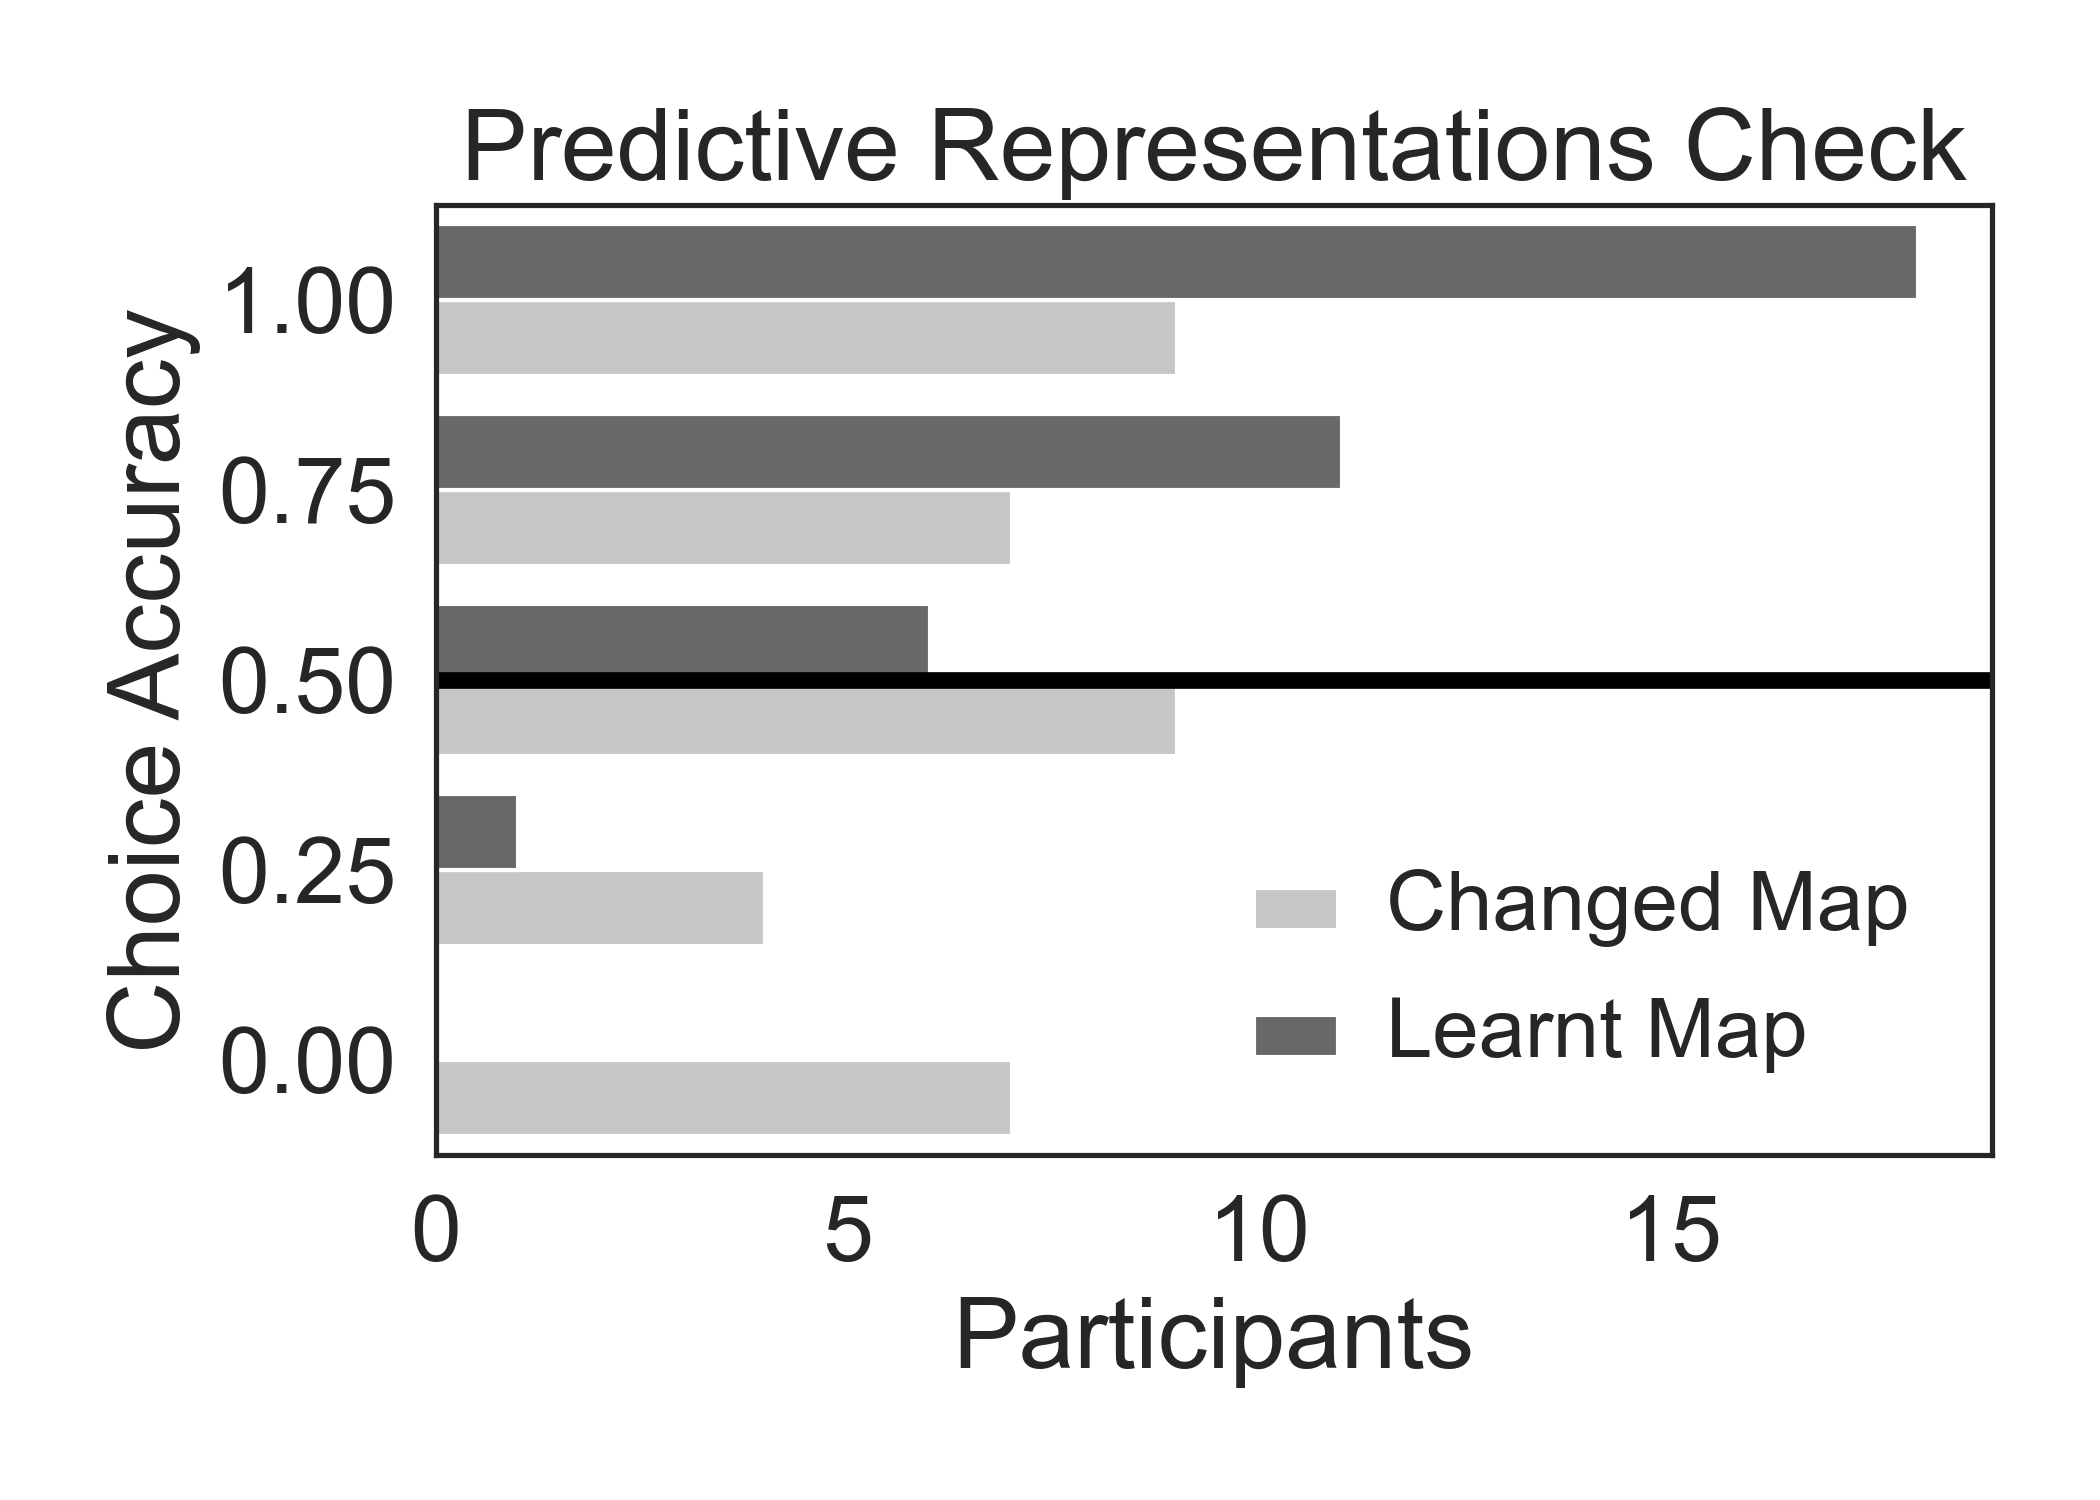 Predictive Representations Check
Choice Accuracy
1.00
0.75
0.50
0.25
0.00
Changed Map
Learnt Map
0 5 10 15
Participants